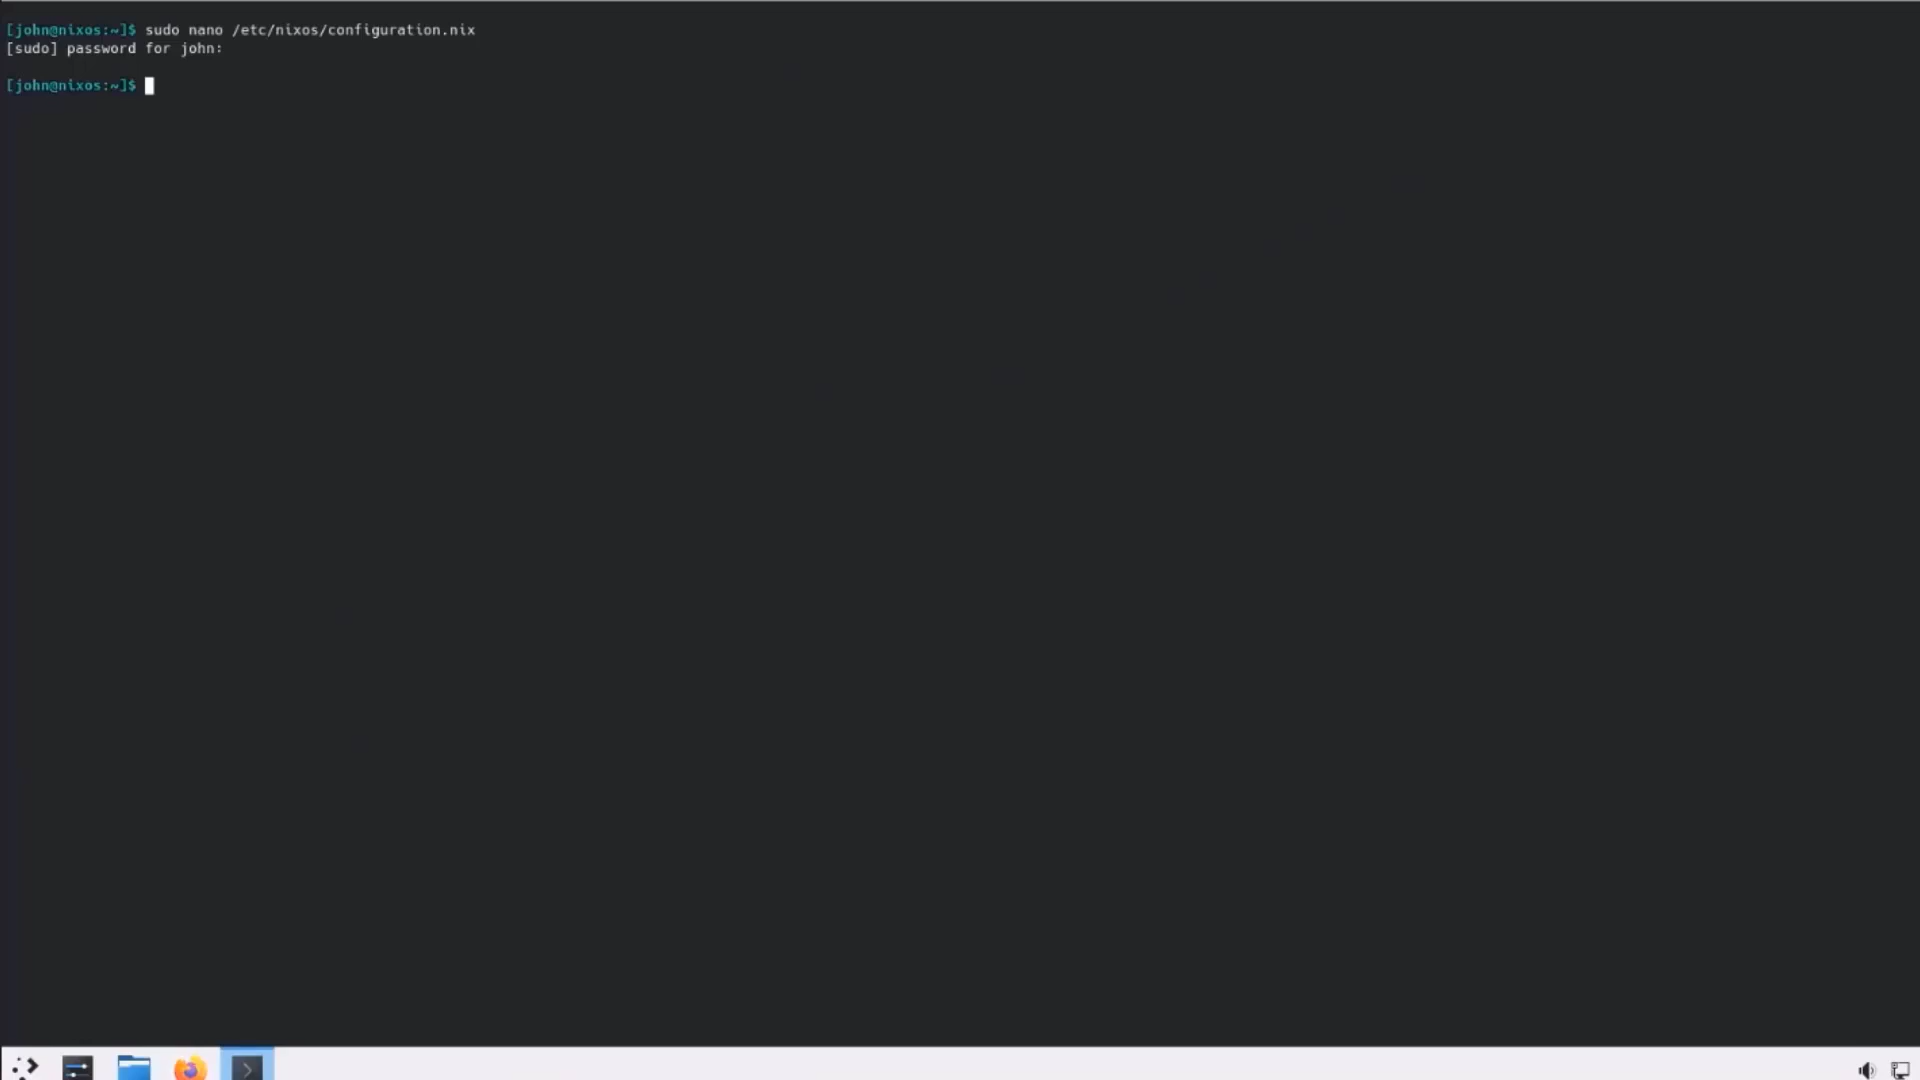 [john@nixos:~]$ sudo nano /etc/nixos/configuration.nix
[sudo] password for john:
[john@nixos:~]$